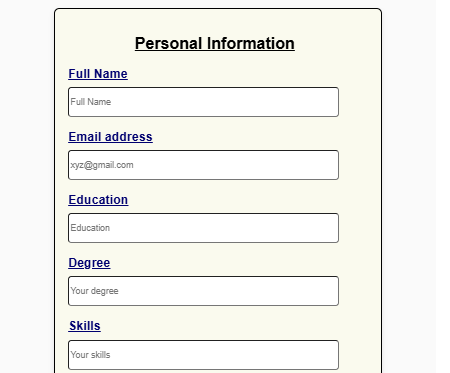 Personal Information
Full Name
Full Name
Email address
xyz@gmail.com
Education
Education
Degree
Your degree
Skills
Your skills